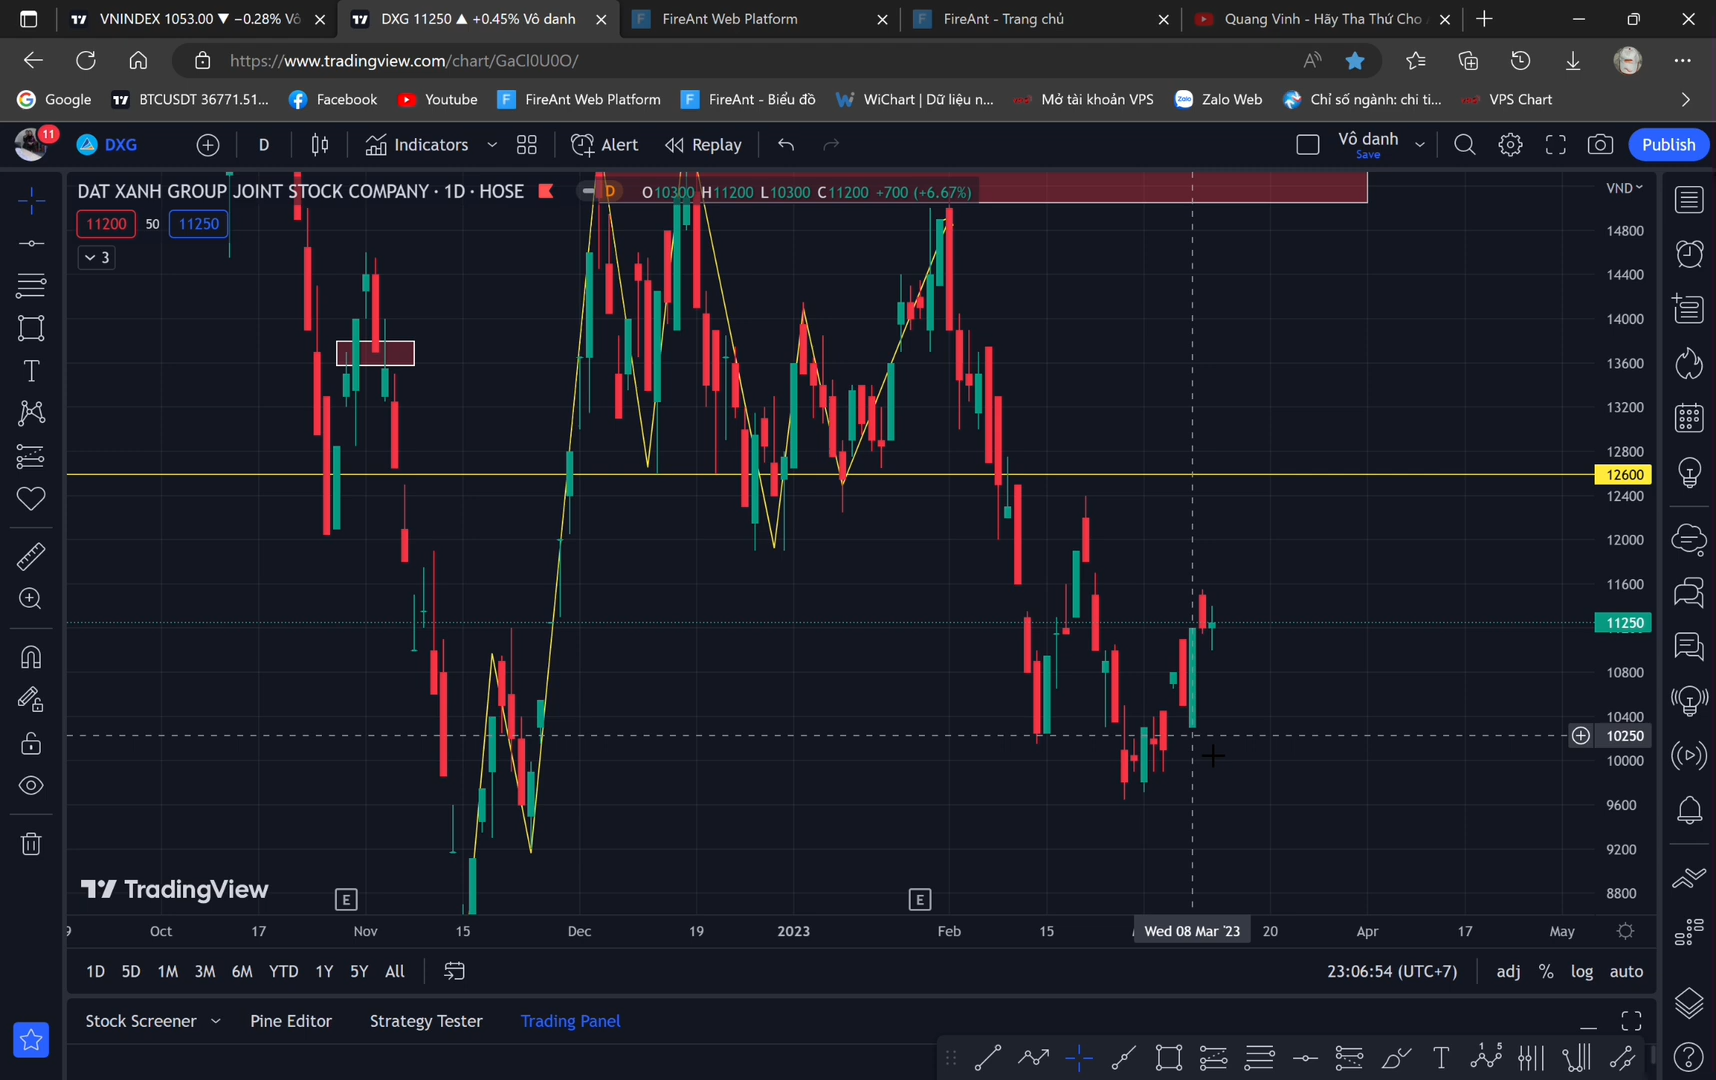 VNINDEX 1053.00 ▼ −0.28% Vô
DXG 11250 ▲ +0.45% Vô danh
FireAnt Web Platform
FireAnt - Trang chủ
Quang Vinh - Hãy Tha Thứ Cho
https://www.tradingview.com/chart/GaCl0U0O/
Google
BTCUSDT 36771.51...
Facebook
Youtube
FireAnt Web Platform
FireAnt - Biểu đồ
WiChart | Dữ liệu n...
Mở tài khoản VPS
Zalo Web
Chỉ số ngành: chi ti...
VPS Chart
11
DXG
D
Indicators
Alert
Replay
Vô danh
Save
Publish
DAT XANH GROUP JOINT STOCK COMPANY · 1D · HOSE
D
O10300 H11200 L10300 C11200 +700 (+6.67%)
VND
11200
50
11250
3
14800
14400
14000
13600
13200
12800
12600
12400
12000
11600
11250
10800
10400
10250
10000
9600
9200
8800
TradingView
E
E
Oct
17
Nov
15
Dec
19
2023
Feb
15
Wed 08 Mar '23
20
Apr
17
May
1D
5D
1M
3M
6M
YTD
1Y
5Y
All
23:06:54 (UTC+7)
adj
%
log
auto
Stock Screener
Pine Editor
Strategy Tester
Trading Panel